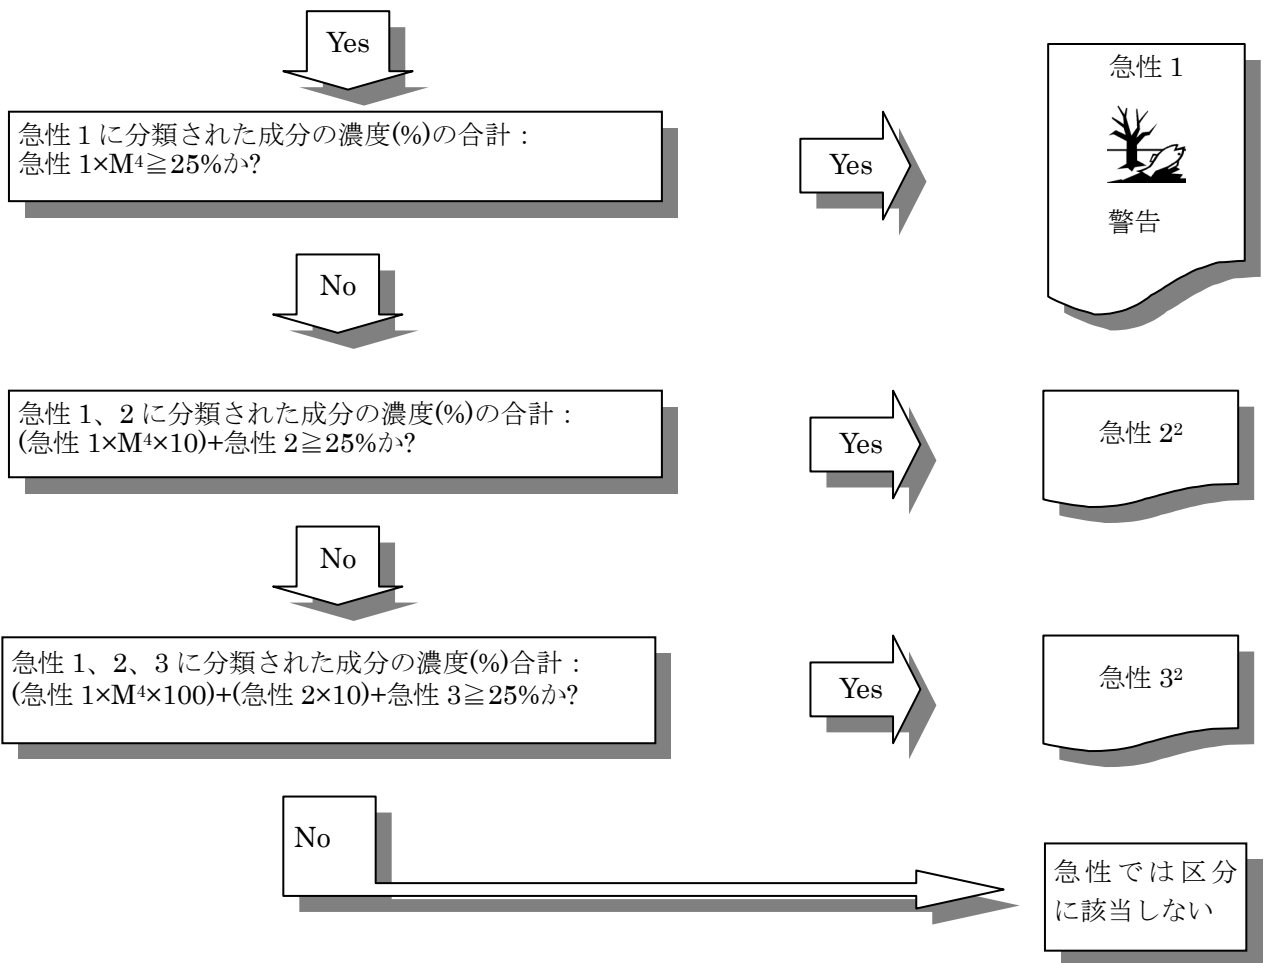 Yes
急性 1 に分類された成分の濃度(%)の合計：
急性 1×M⁴≧25%か?
Yes
急性 1
警告
No
急性 1、2 に分類された成分の濃度(%)の合計：
(急性 1×M⁴×10)+急性 2≧25%か?
Yes
急性 2²
No
急性 1、2、3 に分類された成分の濃度(%)合計：
(急性 1×M⁴×100)+(急性 2×10)+急性 3≧25%か?
Yes
急性 3²
No
急性では区分
に該当しない